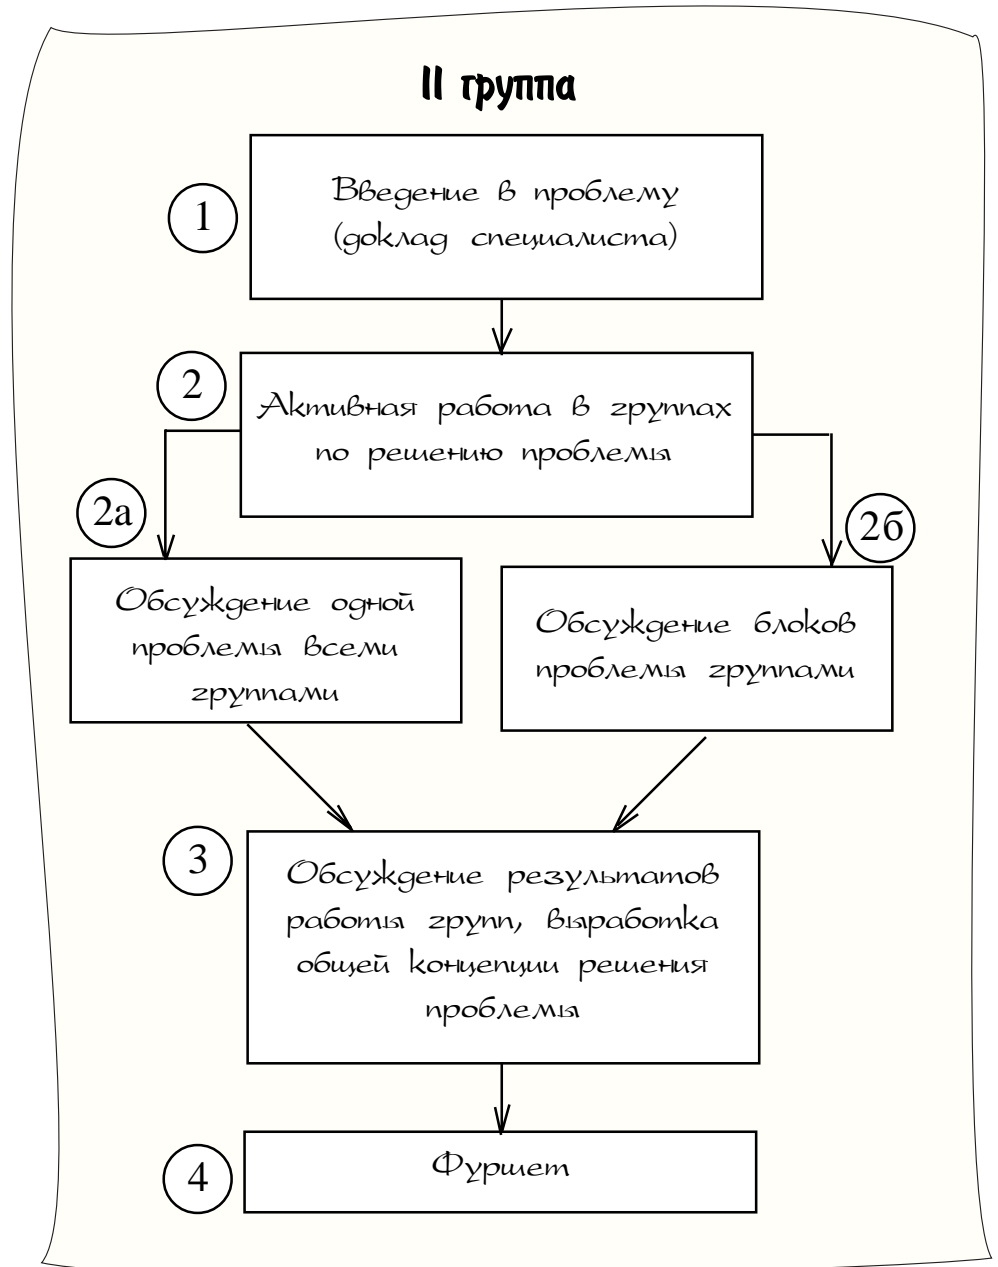 II группа
1
Введение в проблему
(доклад специалиста)
2
Активная работа в группах
по решению проблемы
2а
Обсуждение одной
проблемы всеми
группами
2б
Обсуждение блоков
проблемы группами
3
Обсуждение результатов
работы групп, выработка
общей концепции решения
проблемы
4
Фуршет